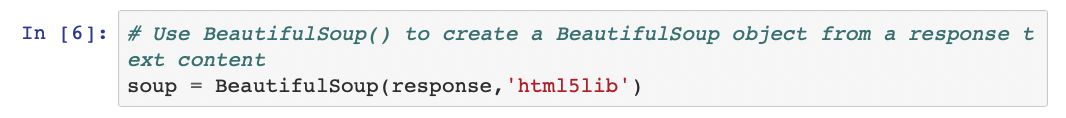 In [6]: # Use BeautifulSoup() to create a BeautifulSoup object from a response t
ext content
soup = BeautifulSoup(response,'html5lib')